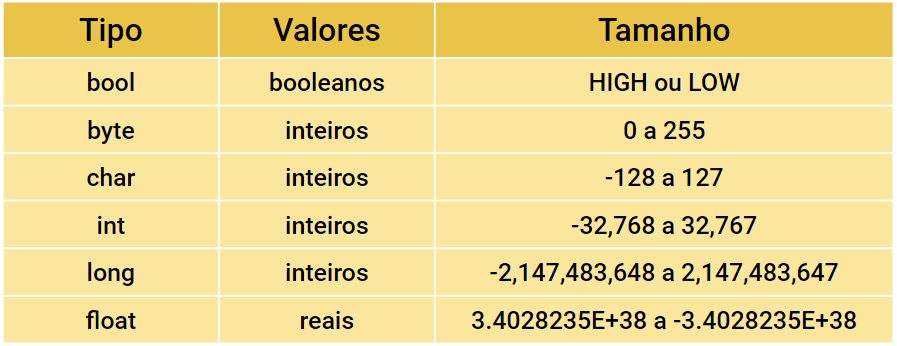 Tipo Valores Tamanho
bool booleanos HIGH ou LOW
byte inteiros 0 a 255
char inteiros -128 a 127
int inteiros -32,768 a 32,767
long inteiros -2,147,483,648 a 2,147,483,647
float reais 3.4028235E+38 a -3.4028235E+38